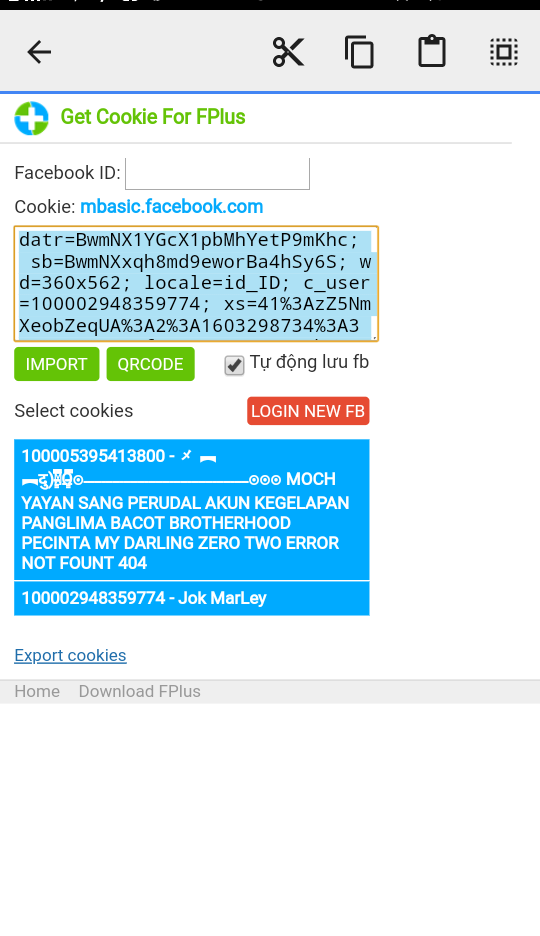 Get Cookie For FPlus
Facebook ID:
Cookie: mbasic.facebook.com
datr=BwmNX1YGcX1pbMhYetP9mKhc;
sb=BwmNXxqh8md9eworBa4hSy6S; w
d=360x562; locale=id_ID; c_user
=100002948359774; xs=41%3AzZ5Nm
XeobZeqUA%3A2%3A1603298734%3A3
IMPORT
QRCODE
Tự động lưu fb
Select cookies
LOGIN NEW FB
100005395413800 -
MOCH
YAYAN SANG PERUDAL AKUN KEGELAPAN
PANGLIMA BACOT BROTHERHOOD
PECINTA MY DARLING ZERO TWO ERROR
NOT FOUNT 404
100002948359774 - Jok MarLey
Export cookies
Home Download FPlus